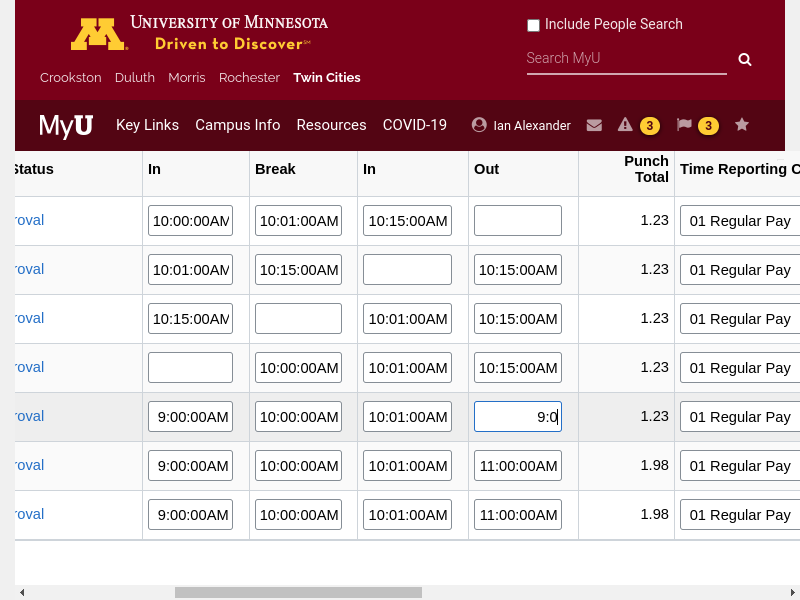 UNIVERSITY OF MINNESOTA
Driven to Discover℠
Crookston Duluth Morris Rochester Twin Cities
Include People Search
Search MyU
MyU Key Links Campus Info Resources COVID-19 Ian Alexander 3 3
Status In Break In Out Punch Total Time Reporting C
roval 10:00:00AM 10:01:00AM 10:15:00AM 1.23 01 Regular Pay
roval 10:01:00AM 10:15:00AM 10:15:00AM 1.23 01 Regular Pay
roval 10:15:00AM 10:01:00AM 10:15:00AM 1.23 01 Regular Pay
roval 10:00:00AM 10:01:00AM 10:15:00AM 1.23 01 Regular Pay
roval 9:00:00AM 10:00:00AM 10:01:00AM 9:0 1.23 01 Regular Pay
roval 9:00:00AM 10:00:00AM 10:01:00AM 11:00:00AM 1.98 01 Regular Pay
roval 9:00:00AM 10:00:00AM 10:01:00AM 11:00:00AM 1.98 01 Regular Pay